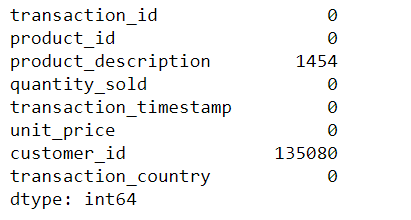 transaction_id 0
product_id 0
product_description 1454
quantity_sold 0
transaction_timestamp 0
unit_price 0
customer_id 135080
transaction_country 0
dtype: int64